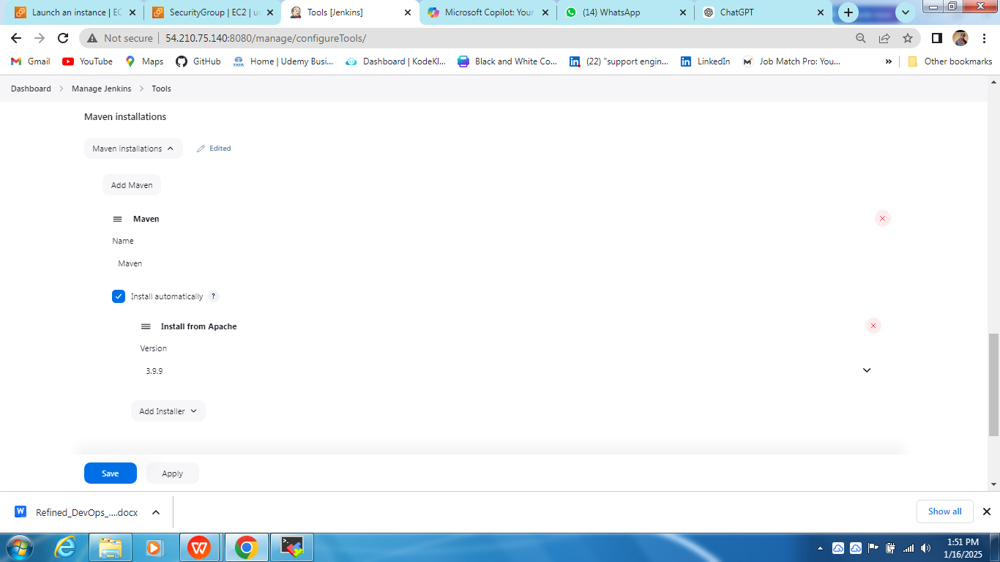 Launch an instance | EC
SecurityGroup | EC2 | us
Tools [Jenkins]
Microsoft Copilot: Your
(14) WhatsApp
ChatGPT
Not secure
54.210.75.140:8080/manage/configureTools/
Gmail
YouTube
Maps
GitHub
TATA
Home | Udemy Busi...
Dashboard | KodeKl...
Black and White Co...
(22) "support engin...
LinkedIn
Job Match Pro: You...
»
Other bookmarks
Dashboard
Manage Jenkins
Tools
Maven installations
Maven installations
Edited
Add Maven
Maven
Name
Maven
Install automatically ?
Install from Apache
Version
3.9.9
Add Installer
Save
Apply
Refined_DevOps_....docx
Show all
1:51 PM
1/16/2025